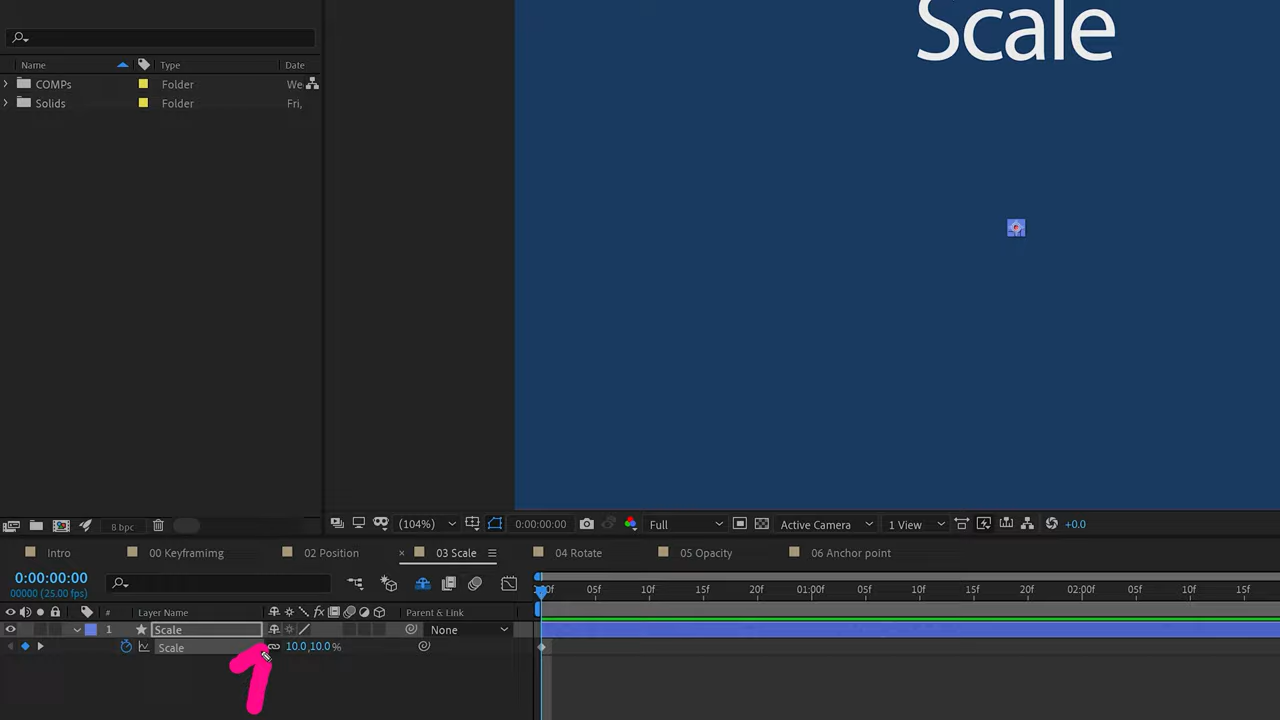 Scale
Name Type Date
COMPs Folder We
Solids Folder Fri,
8 bpc (104%) 0:00:00:00 Full Active Camera 1 View +0.0
Intro 00 Keyframimg 02 Position × 03 Scale 04 Rotate 05 Opacity 06 Anchor point
0:00:00:00
00000 (25.00 fps) 05f 10f 15f 20f 01:00f 05f 10f 15f 20f 02:00f 05f 10f 15f
# Layer Name fx Parent & Link
1 Scale None
Scale 10.0,10.0 %